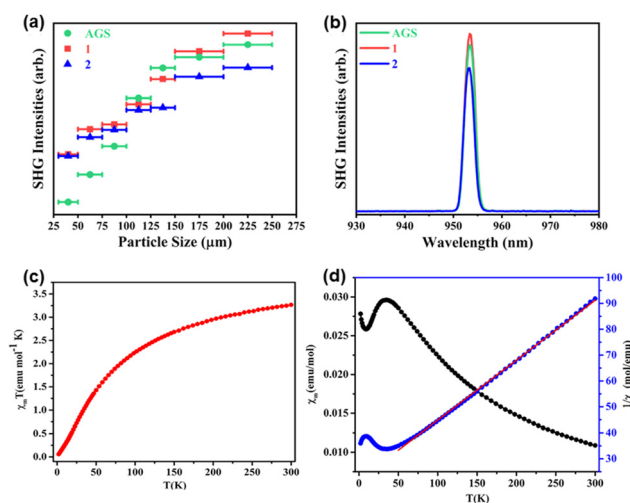 (a)
AGS
1
2
SHG Intensities (arb.)
25 50 75 100 125 150 175 200 225 250 275
Particle Size (μm)
(b)
AGS
1
2
SHG Intensities (arb.)
930 940 950 960 970 980
Wavelength (nm)
(c)
χmT(emu mol⁻¹ K)
3.5
3.0
2.5
2.0
1.5
1.0
0.5
0.0
0 50 100 150 200 250 300
T(K)
(d)
χm (emu/mol)
0.030
0.025
0.020
0.015
0.010
0 50 100 150 200 250 300
T(K)
100
90
80
70
60
50
40
30
1/χ (mol/emu)